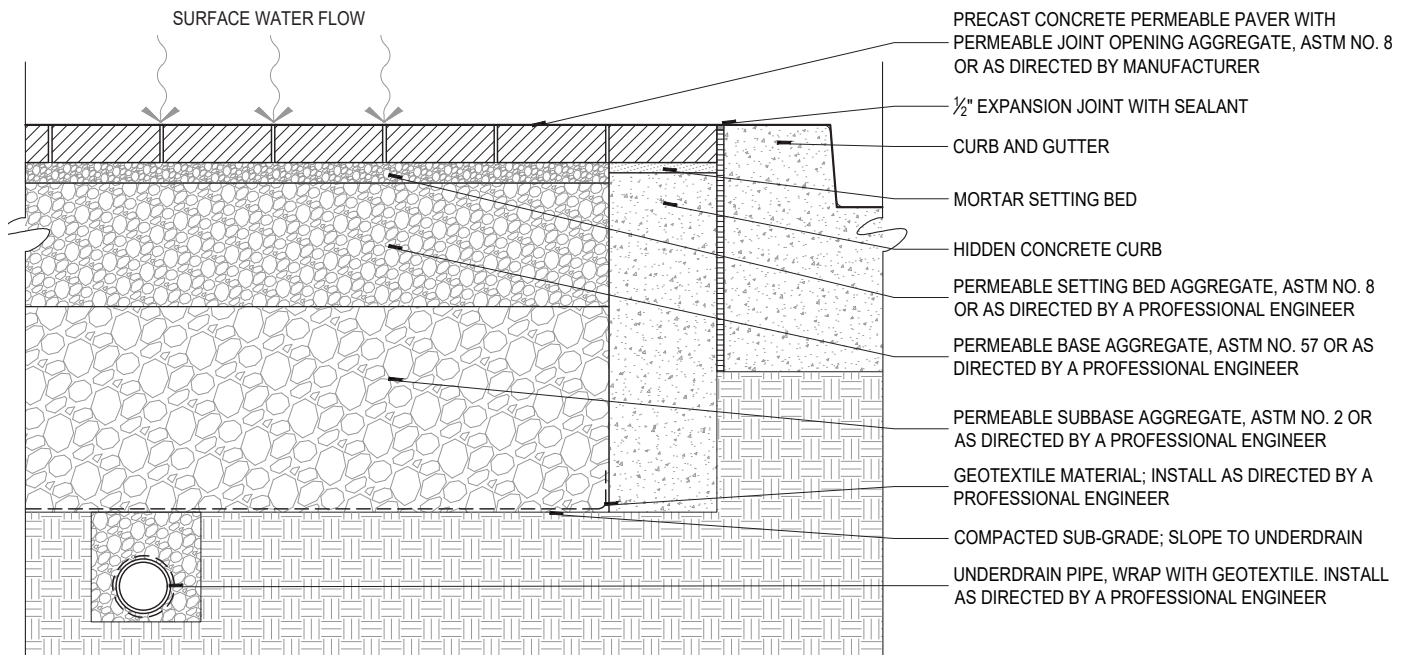 SURFACE WATER FLOW
PRECAST CONCRETE PERMEABLE PAVER WITH
PERMEABLE JOINT OPENING AGGREGATE, ASTM NO. 8
OR AS DIRECTED BY MANUFACTURER
½" EXPANSION JOINT WITH SEALANT
CURB AND GUTTER
MORTAR SETTING BED
HIDDEN CONCRETE CURB
PERMEABLE SETTING BED AGGREGATE, ASTM NO. 8
OR AS DIRECTED BY A PROFESSIONAL ENGINEER
PERMEABLE BASE AGGREGATE, ASTM NO. 57 OR AS
DIRECTED BY A PROFESSIONAL ENGINEER
PERMEABLE SUBBASE AGGREGATE, ASTM NO. 2 OR
AS DIRECTED BY A PROFESSIONAL ENGINEER
GEOTEXTILE MATERIAL; INSTALL AS DIRECTED BY A
PROFESSIONAL ENGINEER
COMPACTED SUB-GRADE; SLOPE TO UNDERDRAIN
UNDERDRAIN PIPE, WRAP WITH GEOTEXTILE. INSTALL
AS DIRECTED BY A PROFESSIONAL ENGINEER